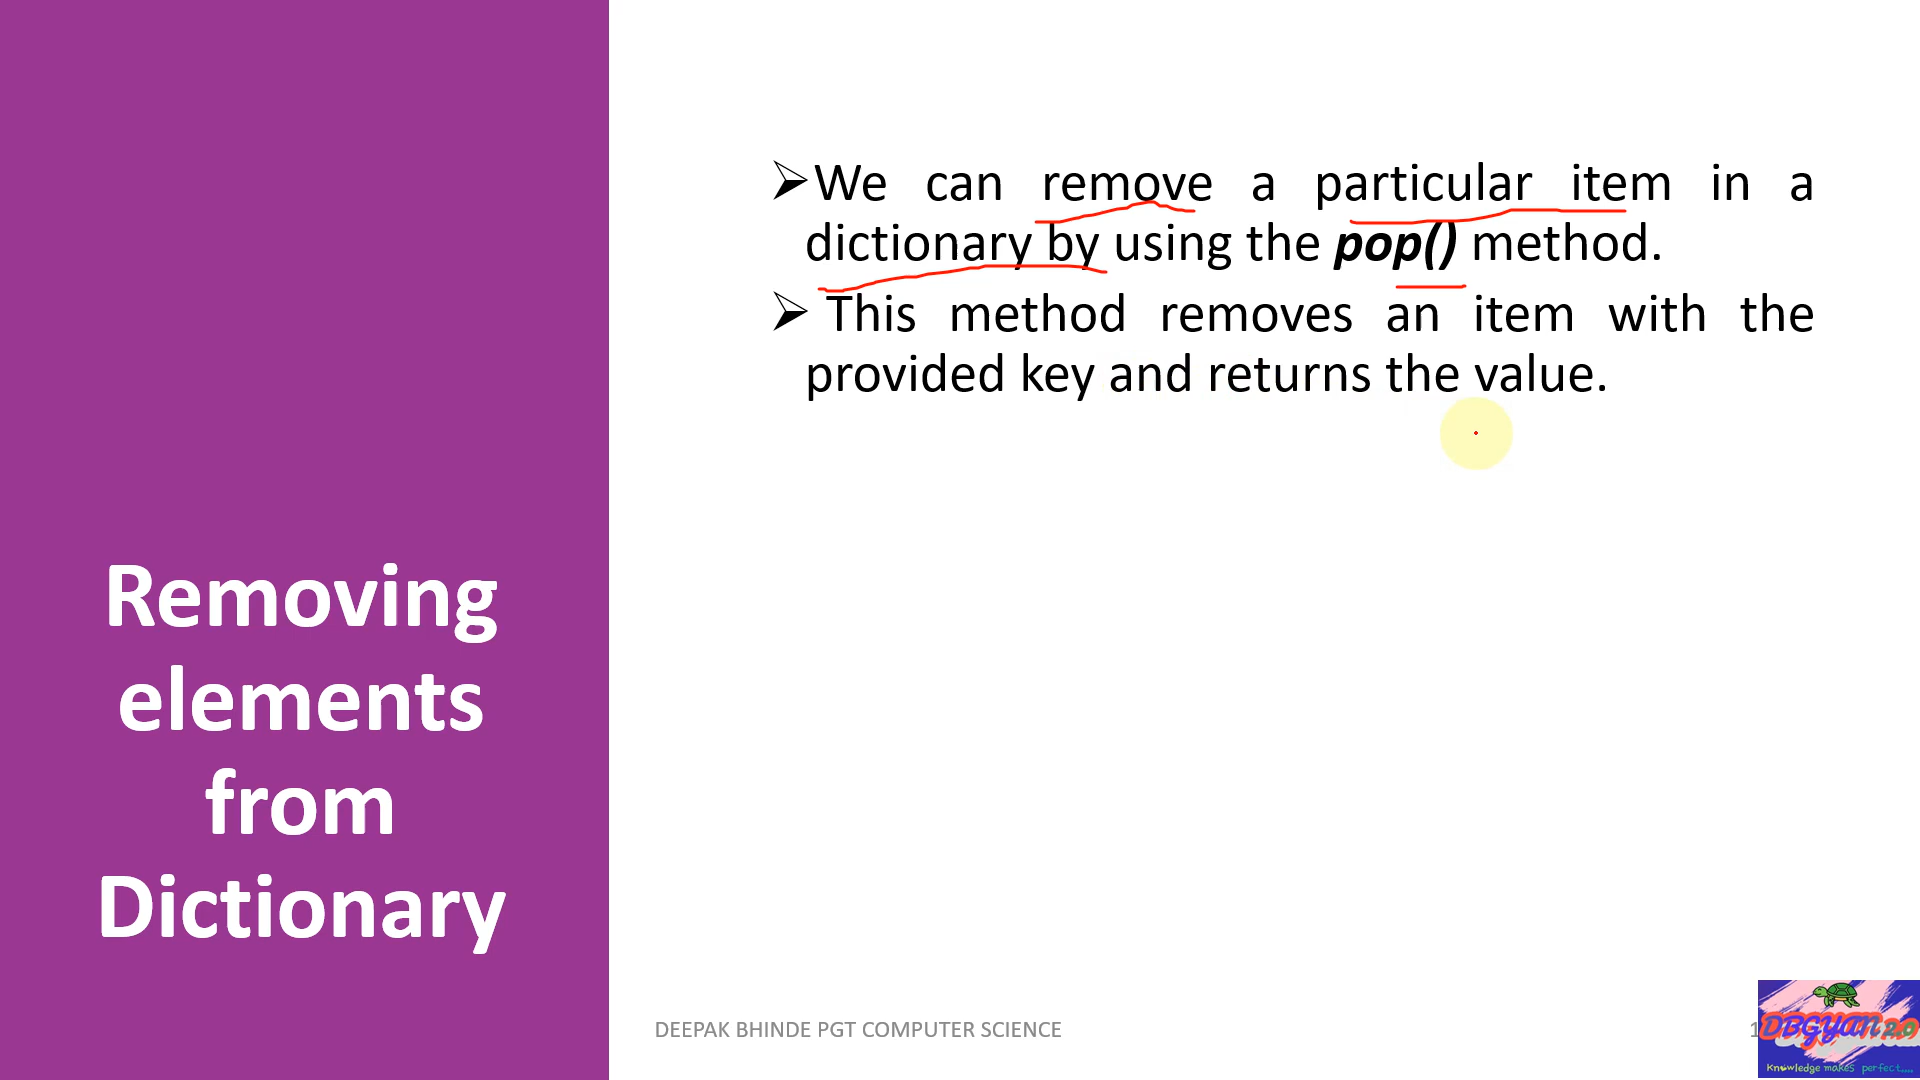 Removing
elements
from
Dictionary
We can remove a particular item in a
dictionary by using the pop() method.
This method removes an item with the
provided key and returns the value.
DEEPAK BHINDE PGT COMPUTER SCIENCE
DBGyan 2.0
Knowledge makes perfect....